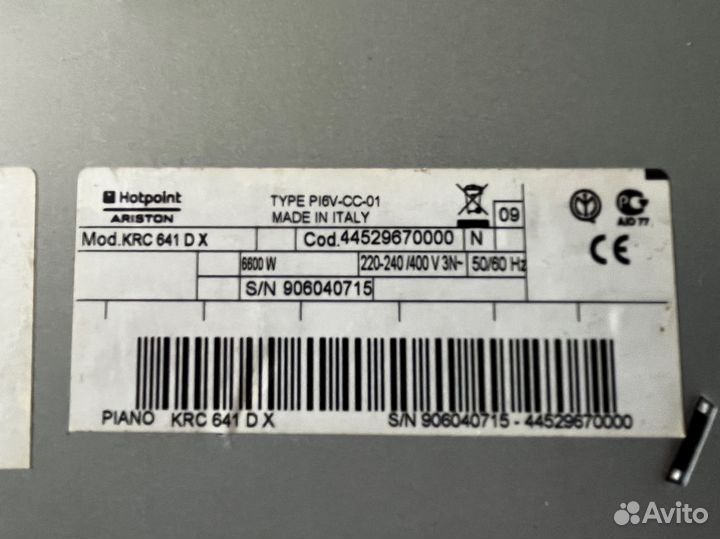 Hotpoint
ARISTON
TYPE PI6V-CC-01
MADE IN ITALY
09
Mod. KRC 641 D X
Cod. 44529670000 N
6600 W 220-240 /400 V 3N~ 50/60 Hz
S/N 906040715
PIANO KRC 641 D X S/N 906040715 - 44529670000
CE
Avito